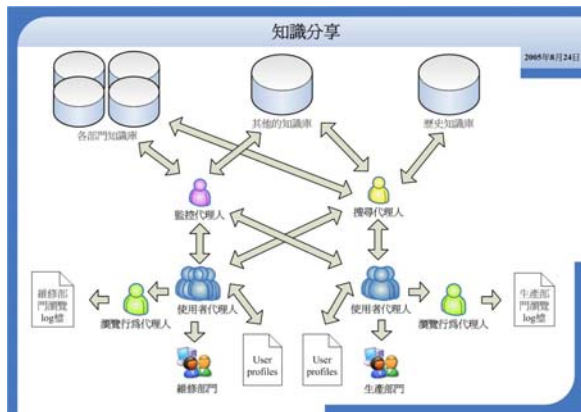 知識分享
2005年8月24日
各部門知識庫
其他的知識庫
歷史知識庫
監控代理人
搜尋代理人
維修部
門瀏覽
log檔
瀏覽行為代理人
使用者代理人
使用者代理人
瀏覽行為代理人
生產部
門瀏覽
log檔
維修部門
User
profiles
User
profiles
生產部門